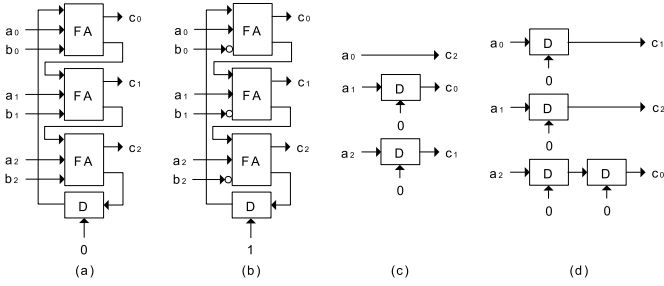 a0 FA c0
b0
a1 FA c1
b1
a2 FA c2
b2
D
0
(a)
a0 FA c0
b0
a1 FA c1
b1
a2 FA c2
b2
D
1
(b)
a0 c2
a1 D c0
0
a2 D c1
0
(c)
a0 D c1
0
a1 D c2
0
a2 D D c0
0 0
(d)